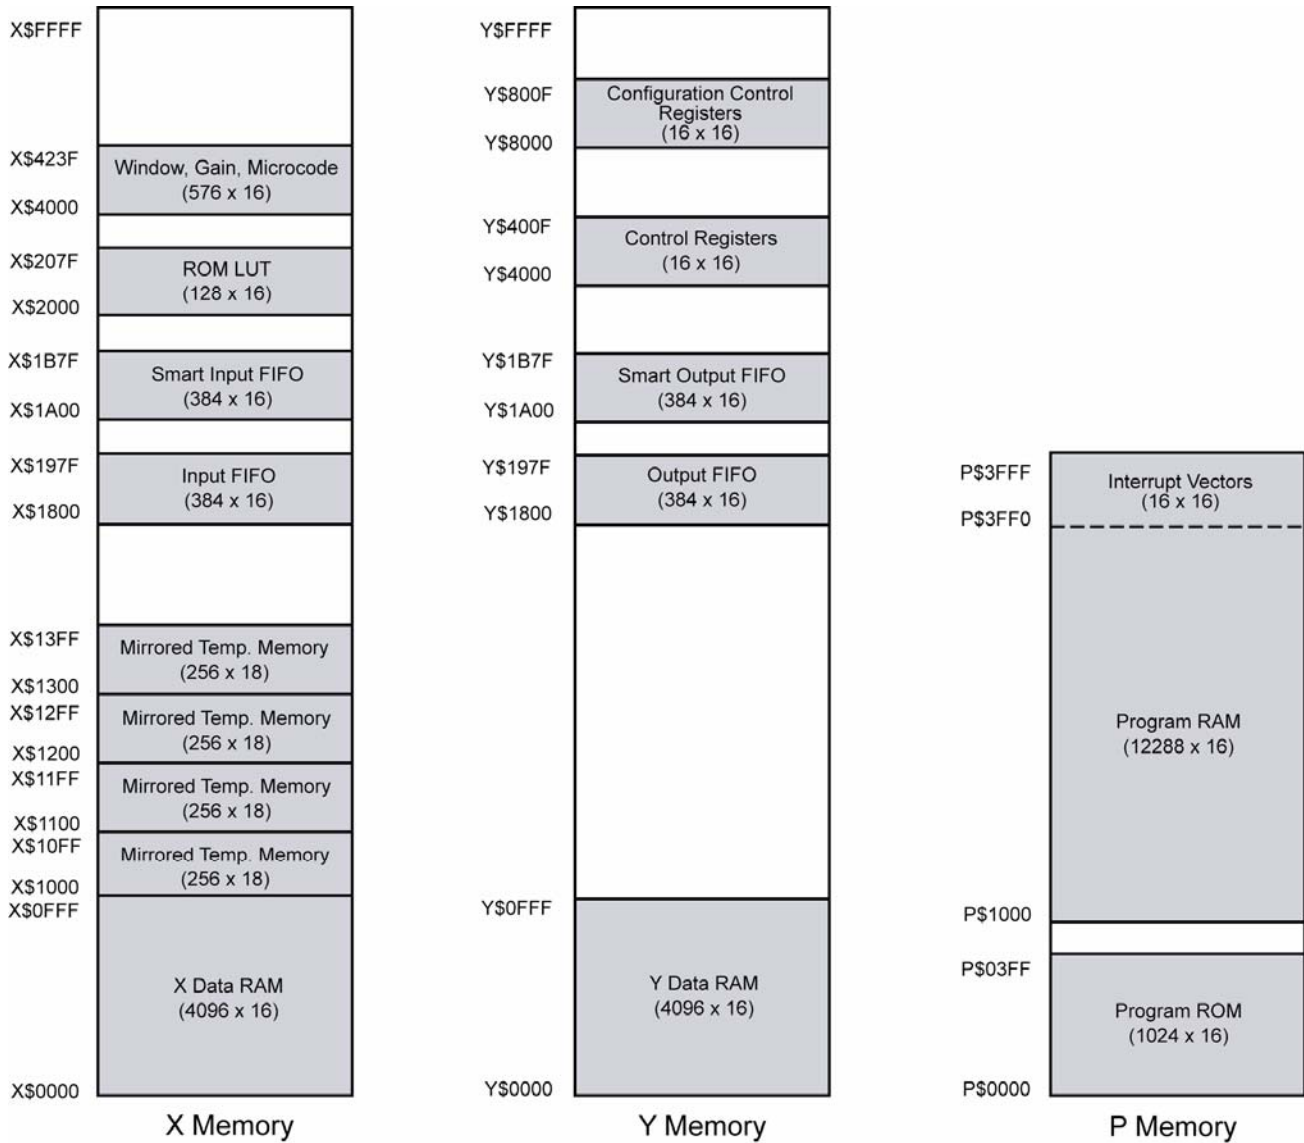 X$FFFF
X$423F
Window, Gain, Microcode
(576 x 16)
X$4000
X$207F
ROM LUT
(128 x 16)
X$2000
X$1B7F
Smart Input FIFO
(384 x 16)
X$1A00
X$197F
Input FIFO
(384 x 16)
X$1800
X$13FF
Mirrored Temp. Memory
(256 x 18)
X$1300
X$12FF
Mirrored Temp. Memory
(256 x 18)
X$1200
X$11FF
Mirrored Temp. Memory
(256 x 18)
X$1100
X$10FF
Mirrored Temp. Memory
(256 x 18)
X$1000
X$0FFF
X Data RAM
(4096 x 16)
X$0000
X Memory
Y$FFFF
Y$800F
Configuration Control
Registers
(16 x 16)
Y$8000
Y$400F
Control Registers
(16 x 16)
Y$4000
Y$1B7F
Smart Output FIFO
(384 x 16)
Y$1A00
Y$197F
Output FIFO
(384 x 16)
Y$1800
Y$0FFF
Y Data RAM
(4096 x 16)
Y$0000
Y Memory
P$3FFF
Interrupt Vectors
(16 x 16)
P$3FF0
Program RAM
(12288 x 16)
P$1000
P$03FF
Program ROM
(1024 x 16)
P$0000
P Memory